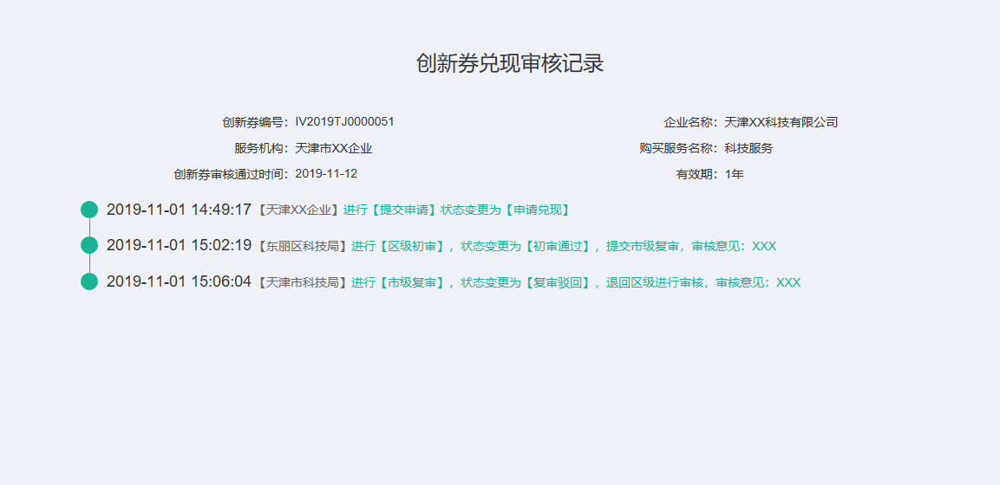 创新券兑现审核记录
创新券编号：IV2019TJ0000051 企业名称：天津XX科技有限公司
服务机构：天津市XX企业 购买服务名称：科技服务
创新券审核通过时间：2019-11-12 有效期：1年
2019-11-01 14:49:17【天津XX企业】进行【提交申请】状态变更为【申请兑现】
2019-11-01 15:02:19【东丽区科技局】进行【区级初审】，状态变更为【初审通过】，提交市级复审，审核意见：XXX
2019-11-01 15:06:04【天津市科技局】进行【市级复审】，状态变更为【复审驳回】，退回区级进行审核，审核意见：XXX